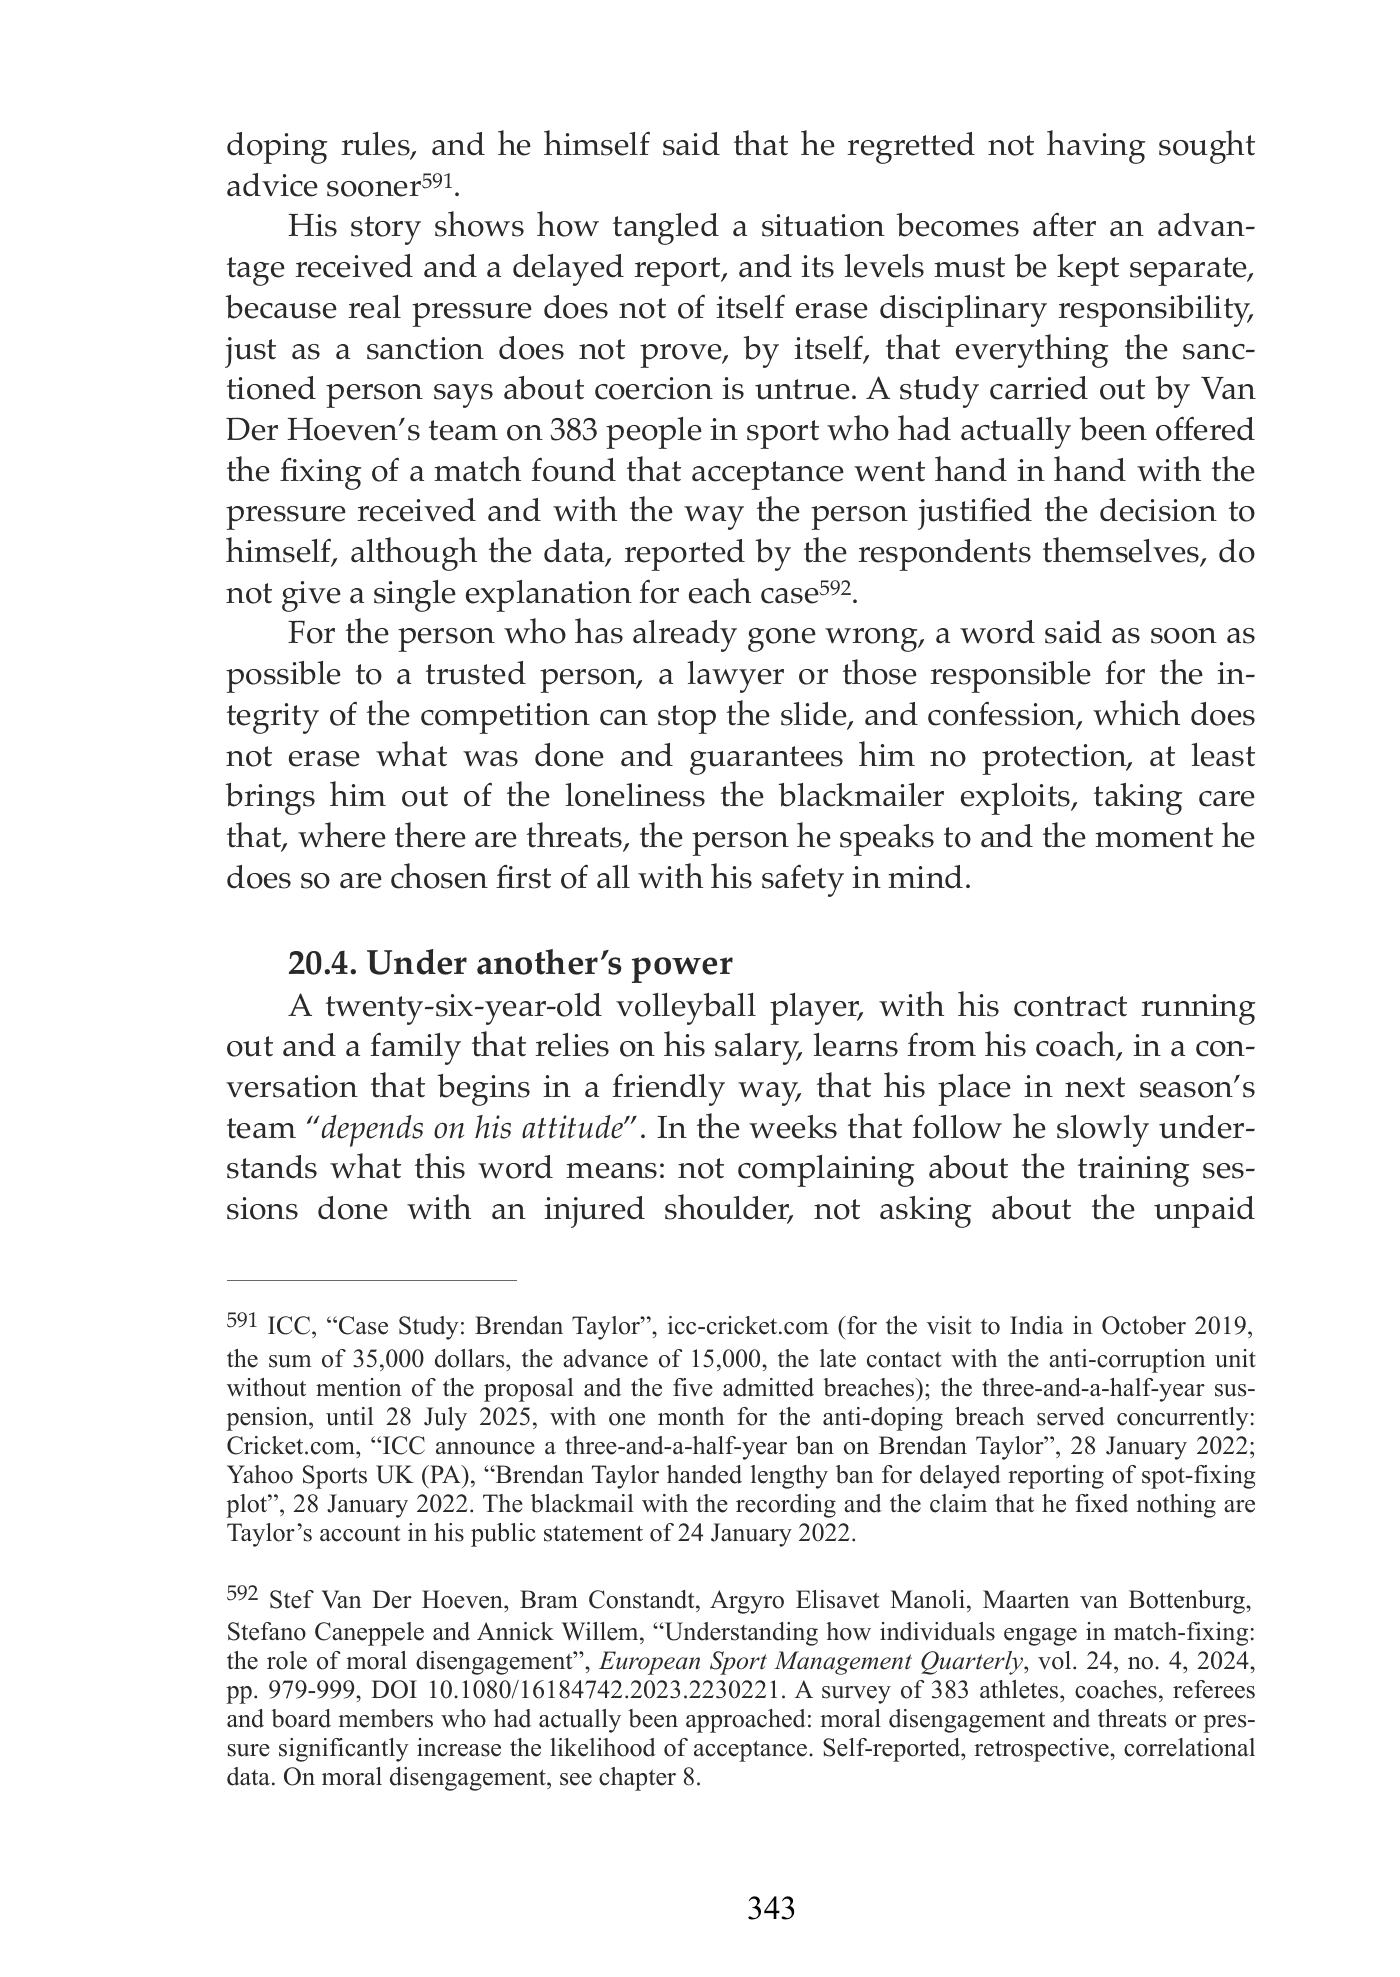 doping rules, and he himself said that he regretted not having sought
advice sooner591.
His story shows how tangled a situation becomes after an advan-
tage received and a delayed report, and its levels must be kept separate,
because real pressure does not of itself erase disciplinary responsibility,
just as a sanction does not prove, by itself, that everything the sanc-
tioned person says about coercion is untrue. A study carried out by Van
Der Hoeven’s team on 383 people in sport who had actually been offered
the fixing of a match found that acceptance went hand in hand with the
pressure received and with the way the person justified the decision to
himself, although the data, reported by the respondents themselves, do
not give a single explanation for each case592.
For the person who has already gone wrong, a word said as soon as
possible to a trusted person, a lawyer or those responsible for the in-
tegrity of the competition can stop the slide, and confession, which does
not erase what was done and guarantees him no protection, at least
brings him out of the loneliness the blackmailer exploits, taking care
that, where there are threats, the person he speaks to and the moment he
does so are chosen first of all with his safety in mind.
20.4. Under another’s power
A twenty-six-year-old volleyball player, with his contract running
out and a family that relies on his salary, learns from his coach, in a con-
versation that begins in a friendly way, that his place in next season’s
team “depends on his attitude”. In the weeks that follow he slowly under-
stands what this word means: not complaining about the training ses-
sions done with an injured shoulder, not asking about the unpaid
591 ICC, “Case Study: Brendan Taylor”, icc-cricket.com (for the visit to India in October 2019,
the sum of 35,000 dollars, the advance of 15,000, the late contact with the anti-corruption unit
without mention of the proposal and the five admitted breaches); the three-and-a-half-year sus-
pension, until 28 July 2025, with one month for the anti-doping breach served concurrently:
Cricket.com, “ICC announce a three-and-a-half-year ban on Brendan Taylor”, 28 January 2022;
Yahoo Sports UK (PA), “Brendan Taylor handed lengthy ban for delayed reporting of spot-fixing
plot”, 28 January 2022. The blackmail with the recording and the claim that he fixed nothing are
Taylor’s account in his public statement of 24 January 2022.
592 Stef Van Der Hoeven, Bram Constandt, Argyro Elisavet Manoli, Maarten van Bottenburg,
Stefano Caneppele and Annick Willem, “Understanding how individuals engage in match-fixing:
the role of moral disengagement”, European Sport Management Quarterly, vol. 24, no. 4, 2024,
pp. 979-999, DOI 10.1080/16184742.2023.2230221. A survey of 383 athletes, coaches, referees
and board members who had actually been approached: moral disengagement and threats or pres-
sure significantly increase the likelihood of acceptance. Self-reported, retrospective, correlational
data. On moral disengagement, see chapter 8.
343